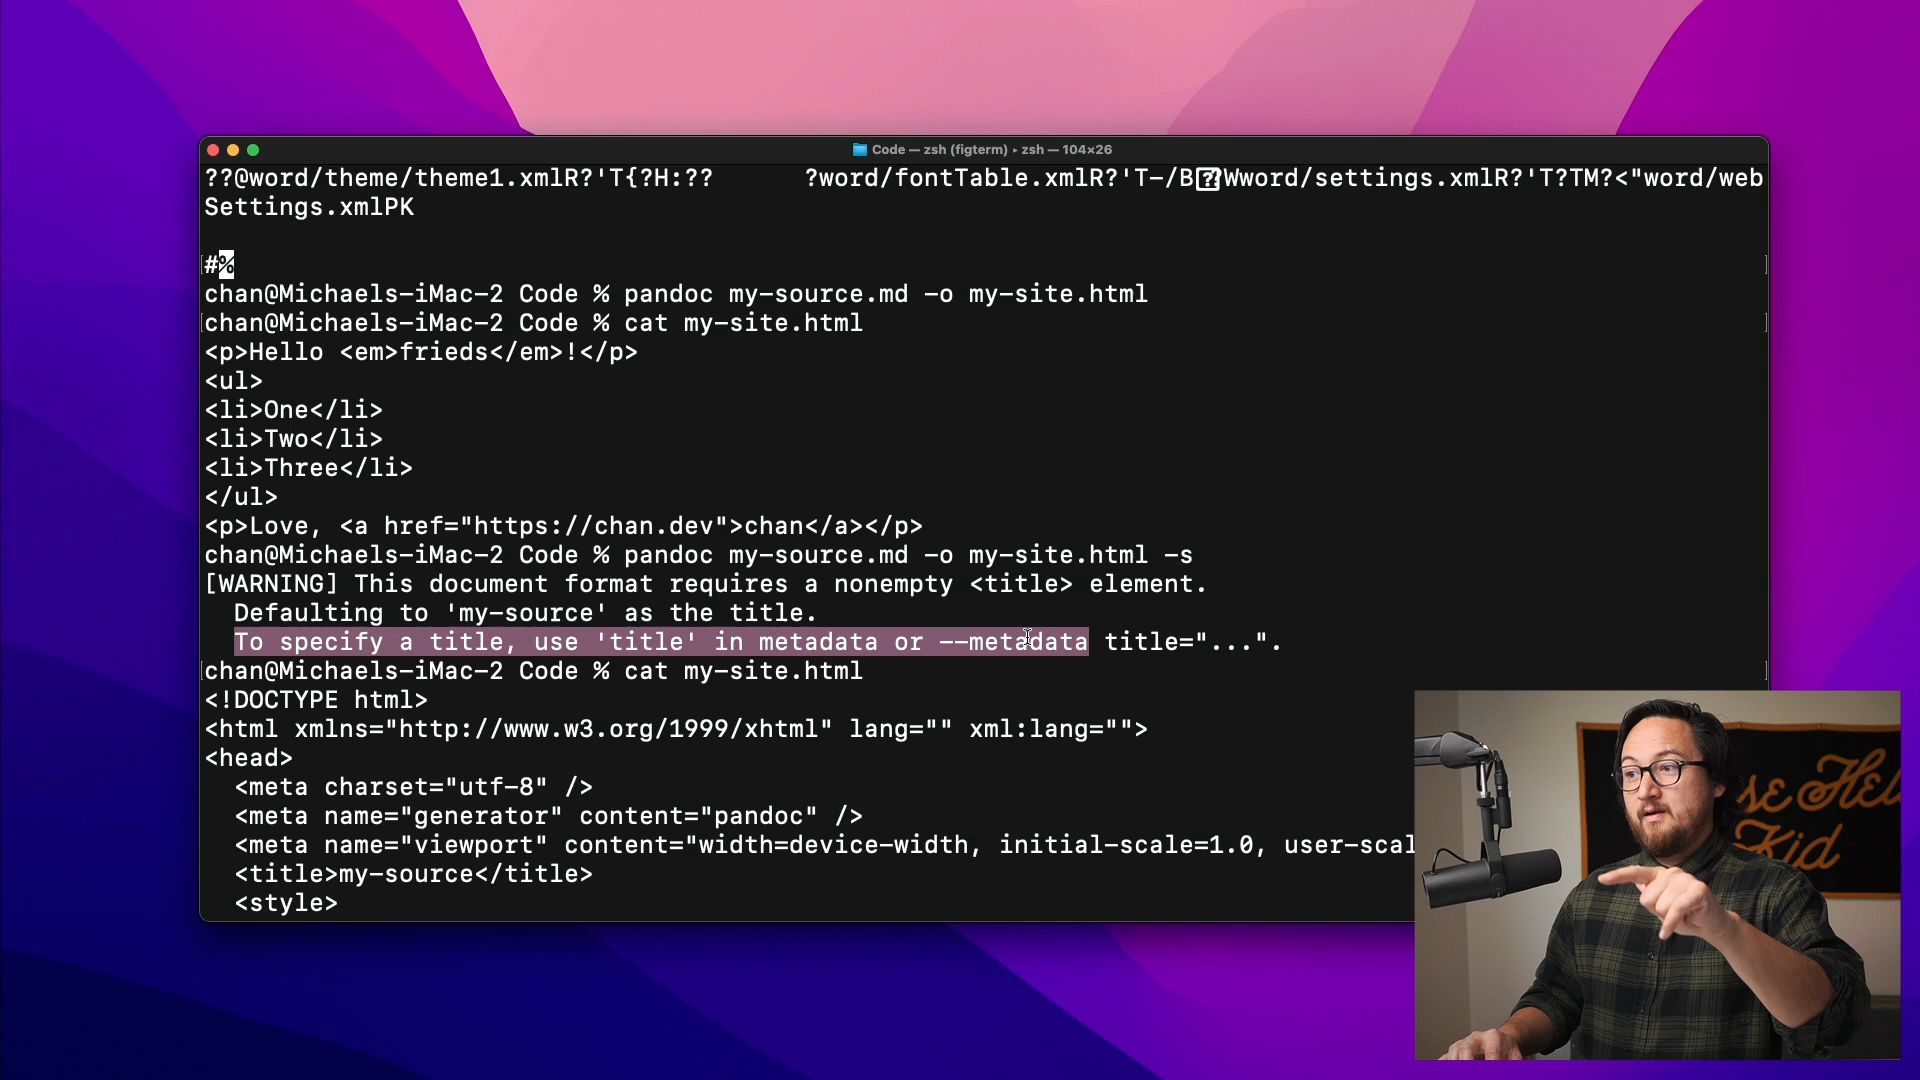 Code — zsh (figterm) ▸ zsh — 104×26
??@word/theme/theme1.xmlR?'T{?H:??      ?word/fontTable.xmlR?'T-/B�?Wword/settings.xmlR?'T?TM?<"word/web
Settings.xmlPK
#%
chan@Michaels-iMac-2 Code % pandoc my-source.md -o my-site.html
chan@Michaels-iMac-2 Code % cat my-site.html
<p>Hello <em>frieds</em>!</p>
<ul>
<li>One</li>
<li>Two</li>
<li>Three</li>
</ul>
<p>Love, <a href="https://chan.dev">chan</a></p>
chan@Michaels-iMac-2 Code % pandoc my-source.md -o my-site.html -s
[WARNING] This document format requires a nonempty <title> element.
  Defaulting to 'my-source' as the title.
  To specify a title, use 'title' in metadata or --metadata title="...".
chan@Michaels-iMac-2 Code % cat my-site.html
<!DOCTYPE html>
<html xmlns="http://www.w3.org/1999/xhtml" lang="" xml:lang="">
<head>
  <meta charset="utf-8" />
  <meta name="generator" content="pandoc" />
  <meta name="viewport" content="width=device-width, initial-scale=1.0, user-scal
  <title>my-source</title>
  <style>
Kid